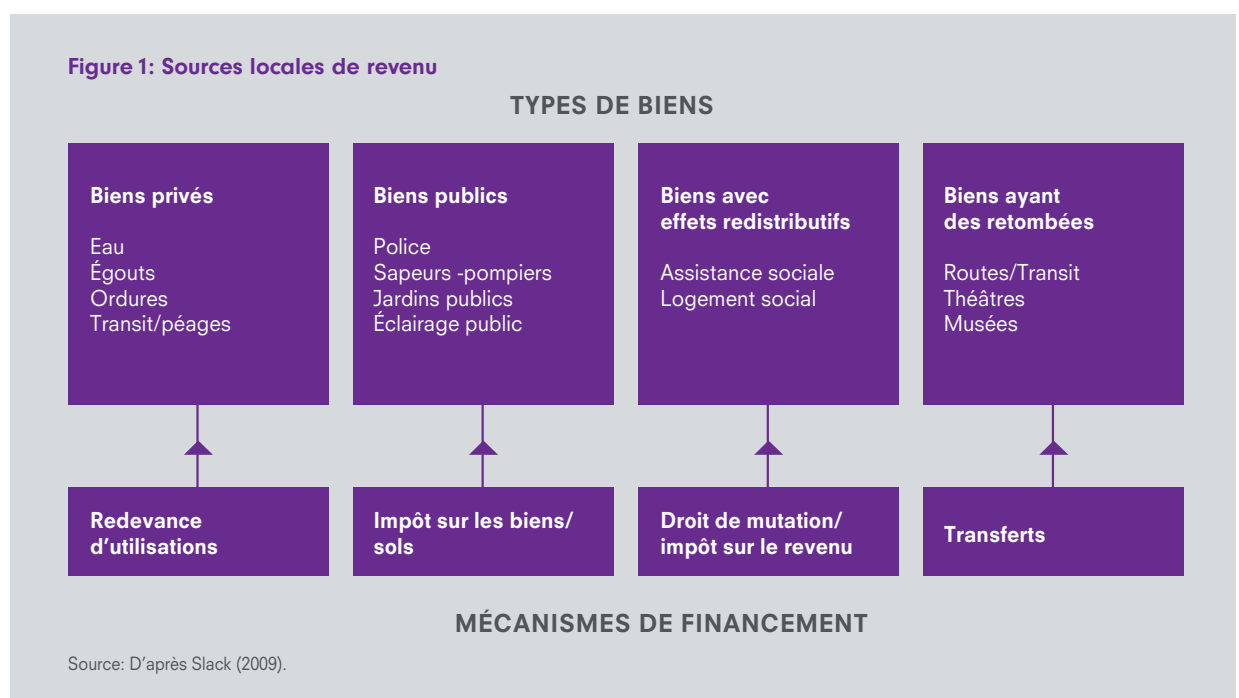 Figure 1: Sources locales de revenu
TYPES DE BIENS
Biens privés
Eau
Égouts
Ordures
Transit/péages
Biens publics
Police
Sapeurs -pompiers
Jardins publics
Éclairage public
Biens avec
effets redistributifs
Assistance sociale
Logement social
Biens ayant
des retombées
Routes/Transit
Théâtres
Musées
Redevance
d'utilisations
Impôt sur les biens/
sols
Droit de mutation/
impôt sur le revenu
Transferts
MÉCANISMES DE FINANCEMENT
Source: D'après Slack (2009).